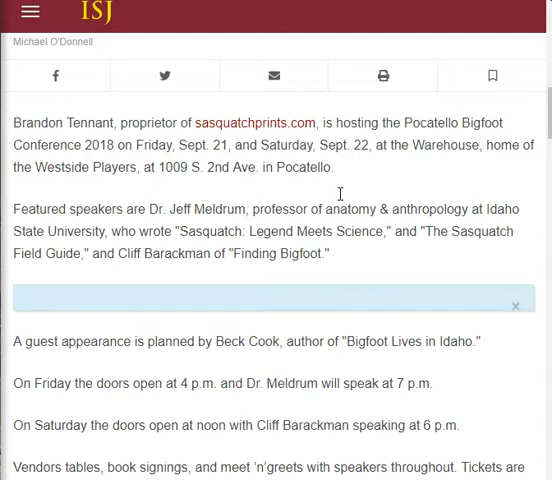 ISJ
Michael O'Donnell
Brandon Tennant, proprietor of sasquatchprints.com, is hosting the Pocatello Bigfoot
Conference 2018 on Friday, Sept. 21, and Saturday, Sept. 22, at the Warehouse, home of
the Westside Players, at 1009 S. 2nd Ave. in Pocatello.
Featured speakers are Dr. Jeff Meldrum, professor of anatomy & anthropology at Idaho
State University, who wrote "Sasquatch: Legend Meets Science," and "The Sasquatch
Field Guide," and Cliff Barackman of "Finding Bigfoot."
×
A guest appearance is planned by Beck Cook, author of "Bigfoot Lives in Idaho."
On Friday the doors open at 4 p.m. and Dr. Meldrum will speak at 7 p.m.
On Saturday the doors open at noon with Cliff Barackman speaking at 6 p.m.
Vendors tables, book signings, and meet 'n'greets with speakers throughout. Tickets are